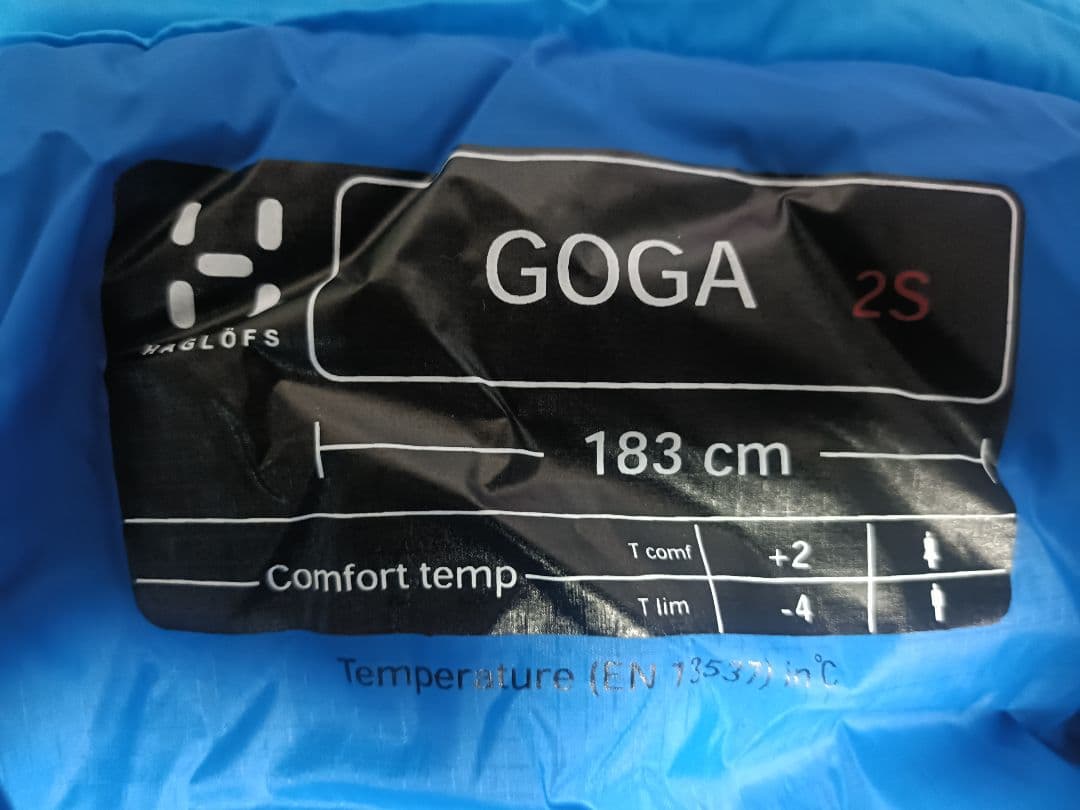 HAGLÖFS
GOGA 2S
183 cm
Comfort temp
T comf +2
T lim -4
Temperature (EN 13537) in °C